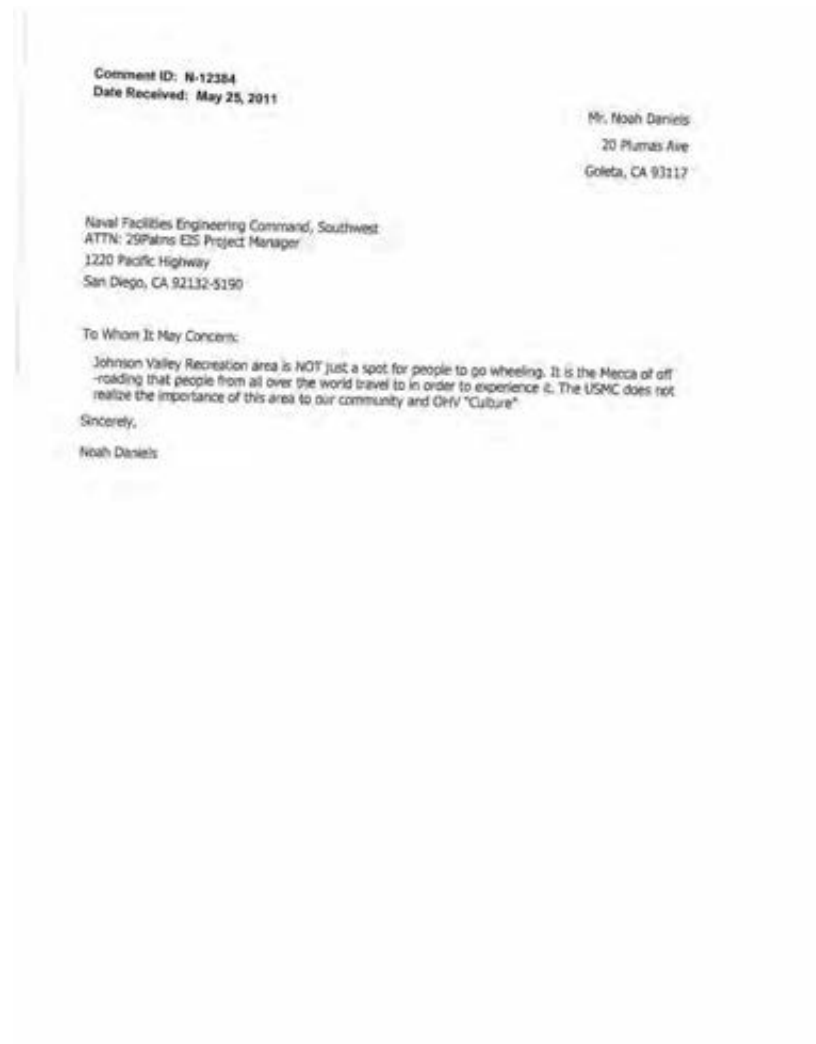 Comment ID: N-12384
Date Received: May 25, 2011
Mr. Noah Daniels
20 Plumas Ave
Goleta, CA 93117
Naval Facilities Engineering Command, Southwest
ATTN: 29Palms EIS Project Manager
1220 Pacific Highway
San Diego, CA 92132-5190
To Whom It May Concern:
Johnson Valley Recreation area is NOT just a spot for people to go wheeling. It is the Mecca of off
-roading that people from all over the world travel to in order to experience it. The USMC does not
realize the importance of this area to our community and OHV "Culture"
Sincerely,
Noah Daniels